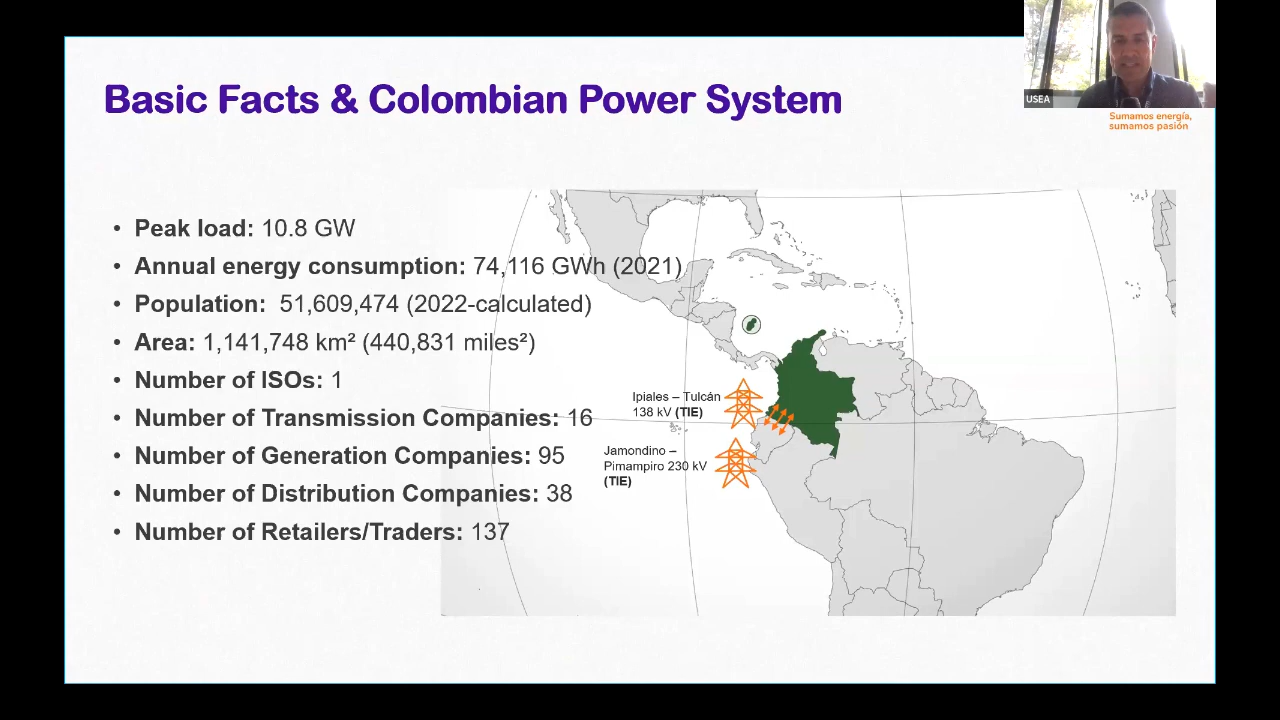 Basic Facts & Colombian Power System
USEA
Sumamos energía,
sumamos pasión
• Peak load: 10.8 GW
• Annual energy consumption: 74,116 GWh (2021)
• Population:  51,609,474 (2022-calculated)
• Area: 1,141,748 km² (440,831 miles²)
• Number of ISOs: 1
• Number of Transmission Companies: 16
• Number of Generation Companies: 95
• Number of Distribution Companies: 38
• Number of Retailers/Traders: 137
Ipiales – Tulcán
138 kV (TIE)
Jamondino –
Pimampiro 230 kV
(TIE)